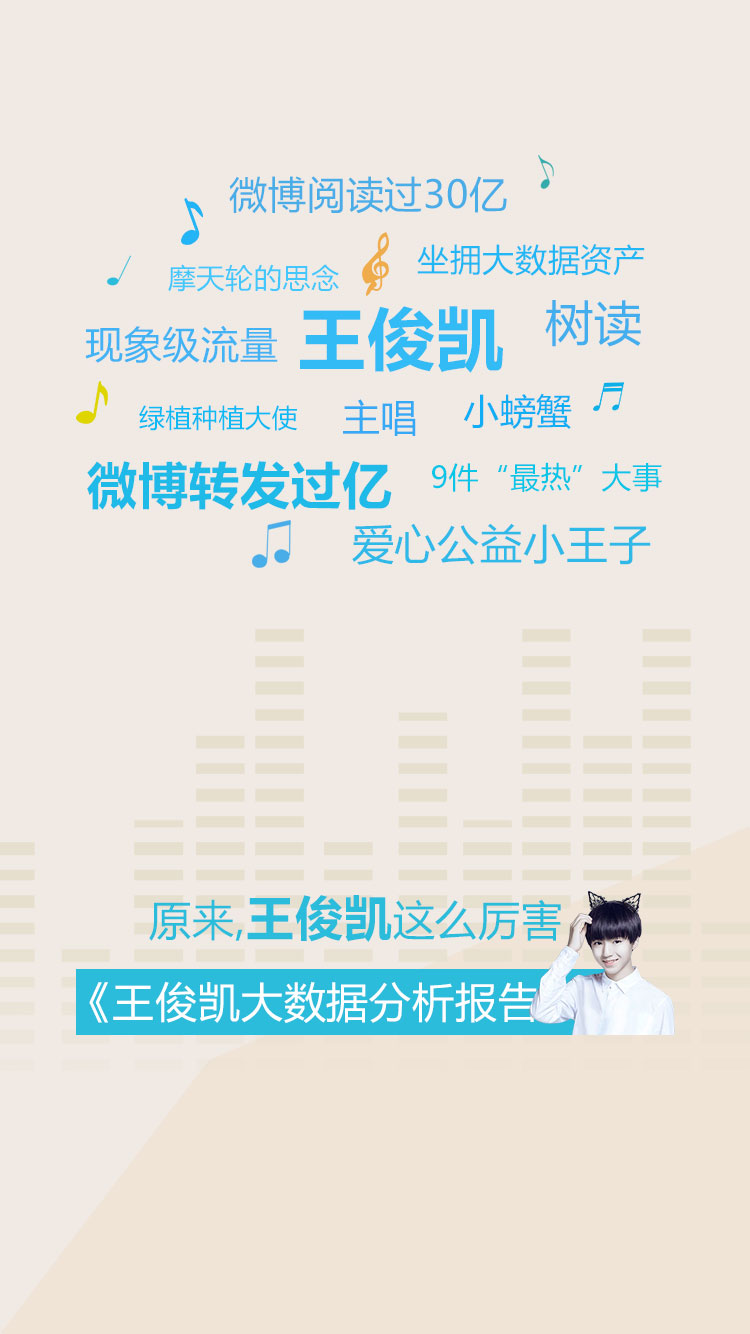 微博阅读过30亿
摩天轮的思念
坐拥大数据资产
现象级流量
王俊凯
树读
绿植种植大使
主唱
小螃蟹
微博转发过亿
9件“最热”大事
爱心公益小王子
原来,王俊凯这么厉害
《王俊凯大数据分析报告